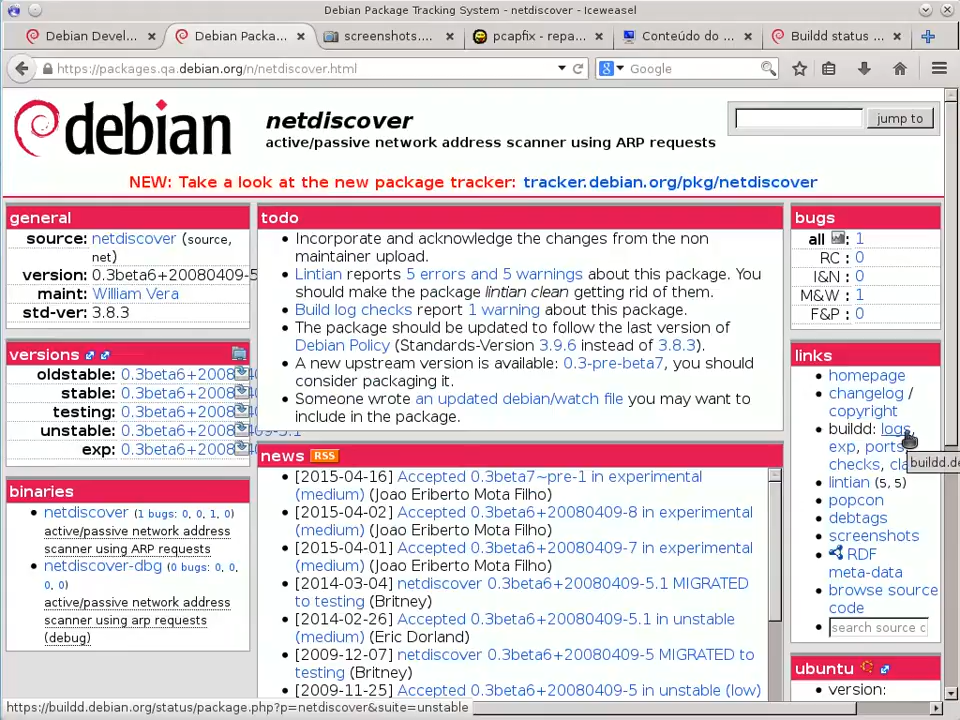 Debian Package Tracking System - netdiscover - Iceweasel
Debian Devel...
Debian Packa...
screenshots....
pcapfix - repa...
Conteúdo do ...
Buildd status ...
https://packages.qa.debian.org/n/netdiscover.html
Google
debian
netdiscover
active/passive network address scanner using ARP requests
jump to
NEW: Take a look at the new package tracker: tracker.debian.org/pkg/netdiscover
general
source: netdiscover (source,
net)
version: 0.3beta6+20080409-5
maint: William Vera
std-ver: 3.8.3
versions
oldstable: 0.3beta6+2008
stable: 0.3beta6+2008
testing: 0.3beta6+2008
unstable: 0.3beta6+2008
exp: 0.3beta6+2008
binaries
netdiscover (1 bugs: 0, 0, 1, 0)
active/passive network address
scanner using ARP requests
netdiscover-dbg (0 bugs: 0, 0,
0, 0)
active/passive network address
scanner using arp requests
(debug)
todo
Incorporate and acknowledge the changes from the non
maintainer upload.
Lintian reports 5 errors and 5 warnings about this package. You
should make the package lintian clean getting rid of them.
Build log checks report 1 warning about this package.
The package should be updated to follow the last version of
Debian Policy (Standards-Version 3.9.6 instead of 3.8.3).
A new upstream version is available: 0.3-pre-beta7, you should
consider packaging it.
Someone wrote an updated debian/watch file you may want to
include in the package.
news RSS
[2015-04-16] Accepted 0.3beta7~pre-1 in experimental
(medium) (Joao Eriberto Mota Filho)
[2015-04-02] Accepted 0.3beta6+20080409-8 in experimental
(medium) (Joao Eriberto Mota Filho)
[2015-04-01] Accepted 0.3beta6+20080409-7 in experimental
(medium) (Joao Eriberto Mota Filho)
[2014-03-04] netdiscover 0.3beta6+20080409-5.1 MIGRATED
to testing (Britney)
[2014-02-26] Accepted 0.3beta6+20080409-5.1 in unstable
(medium) (Eric Dorland)
[2009-12-07] netdiscover 0.3beta6+20080409-5 MIGRATED to
testing (Britney)
[2009-11-25] Accepted 0.3beta6+20080409-5 in unstable (low)
bugs
all : 1
RC : 0
I&N : 0
M&W : 1
F&P : 0
links
homepage
changelog /
copyright
buildd: logs,
exp, ports
checks, cla
buildd.de
lintian (5, 5)
popcon
debtags
screenshots
RDF
meta-data
browse source
code
search source c
ubuntu
version:
https://buildd.debian.org/status/package.php?p=netdiscover&suite=unstable